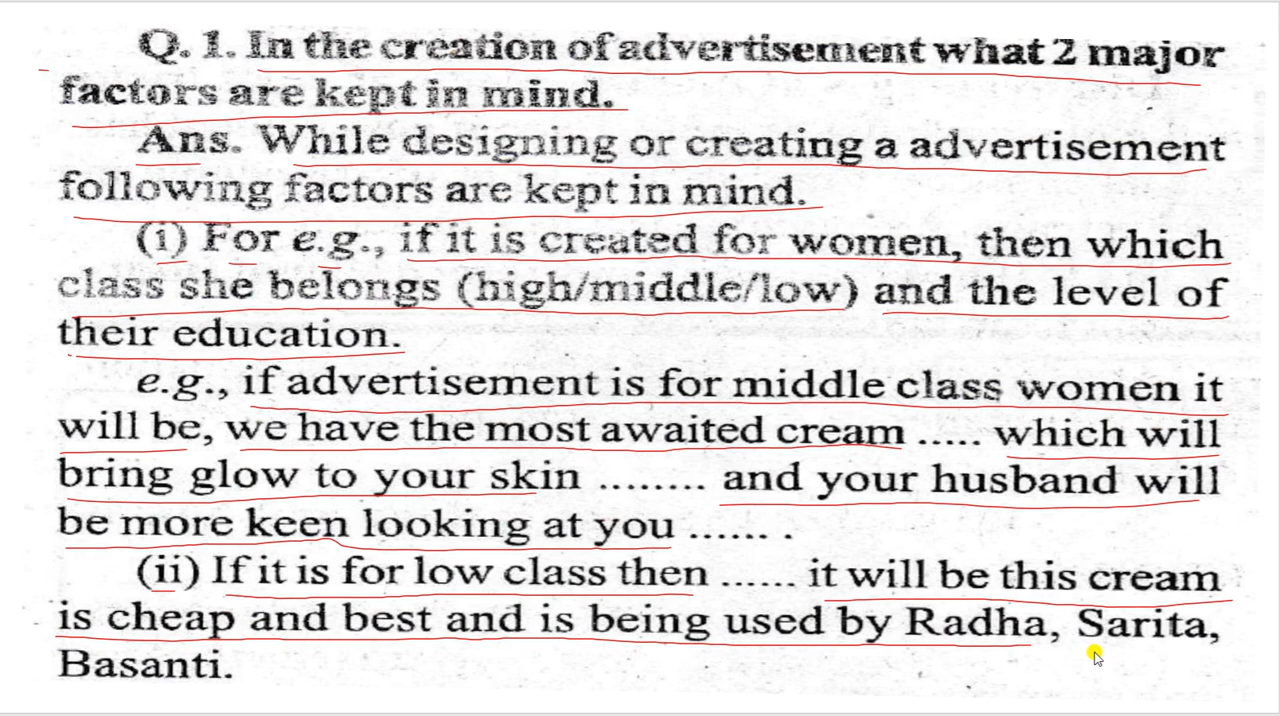 Q. 1. In the creation of advertisement what 2 major
factors are kept in mind.
Ans. While designing or creating a advertisement
following factors are kept in mind.
(i) For e.g., if it is created for women, then which
class she belongs (high/middle/low) and the level of
their education.
e.g., if advertisement is for middle class women it
will be, we have the most awaited cream ..... which will
bring glow to your skin ........ and your husband will
be more keen looking at you ...... .
(ii) If it is for low class then ...... it will be this cream
is cheap and best and is being used by Radha, Sarita,
Basanti.